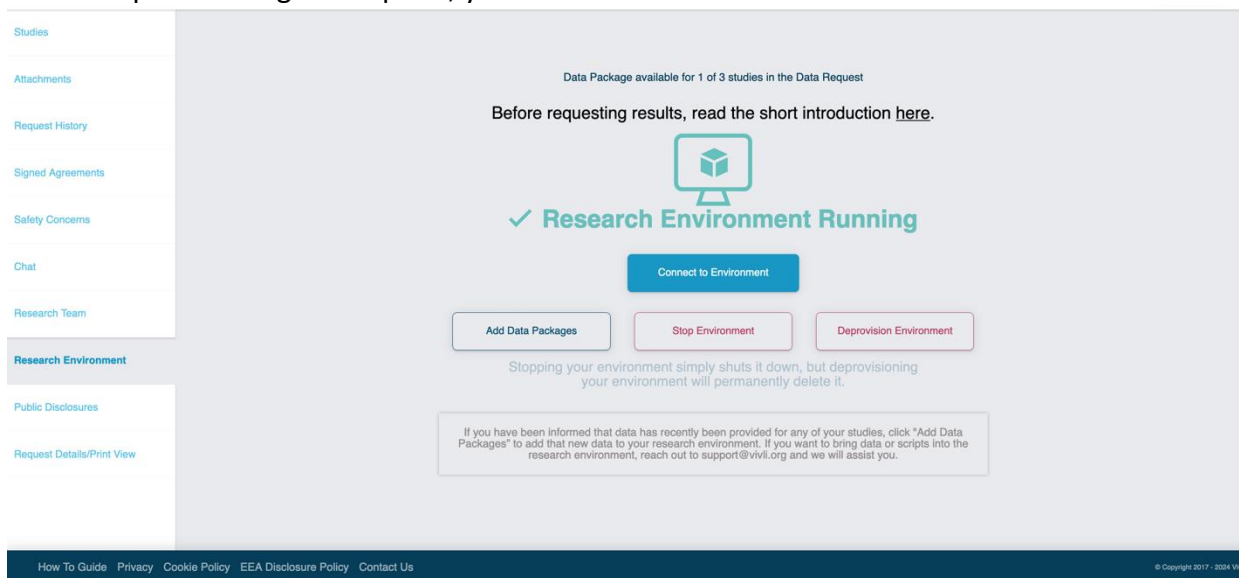 Studies
Attachments
Request History
Signed Agreements
Safety Concerns
Chat
Research Team
Research Environment
Public Disclosures
Request Details/Print View
Data Package available for 1 of 3 studies in the Data Request
Before requesting results, read the short introduction here.
✓ Research Environment Running
Connect to Environment
Add Data Packages
Stop Environment
Deprovision Environment
Stopping your environment simply shuts it down, but deprovisioning
your environment will permanently delete it.
If you have been informed that data has recently been provided for any of your studies, click "Add Data
Packages" to add that new data to your research environment. If you want to bring data or scripts into the
research environment, reach out to support@vivli.org and we will assist you.
How To Guide Privacy Cookie Policy EEA Disclosure Policy Contact Us
© Copyright 2017 - 2024